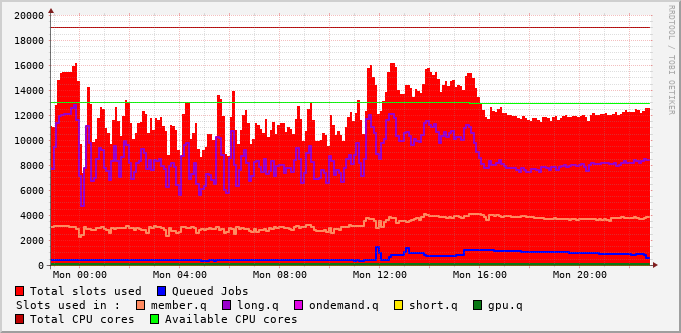 20000
18000
16000
14000
12000
10000
8000
6000
4000
2000
0
Mon 00:00 Mon 04:00 Mon 08:00 Mon 12:00 Mon 16:00 Mon 20:00
RRDTOOL / TOBI OETIKER
Total slots used Queued Jobs
Slots used in : member.q long.q ondemand.q short.q gpu.q
Total CPU cores Available CPU cores